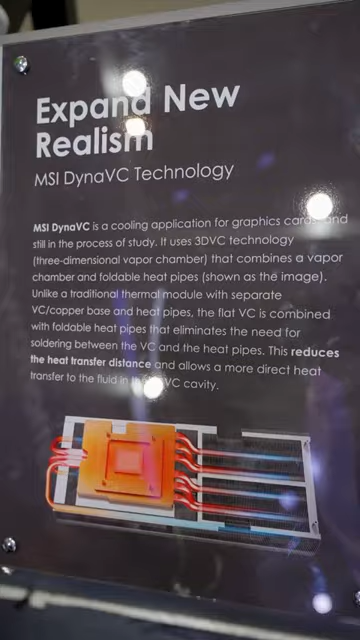 Expand New
Realism
MSI DynaVC Technology
MSI DynaVC is a cooling application for graphics cards and
still in the process of study. It uses 3DVC technology
(three-dimensional vapor chamber) that combines a vapor
chamber and foldable heat pipes (shown as the image).
Unlike a traditional thermal module with separate
VC/copper base and heat pipes, the flat VC is combined
with foldable heat pipes that eliminates the need for
soldering between the VC and the heat pipes. This reduces
the heat transfer distance and allows a more direct heat
transfer to the fluid in VC cavity.